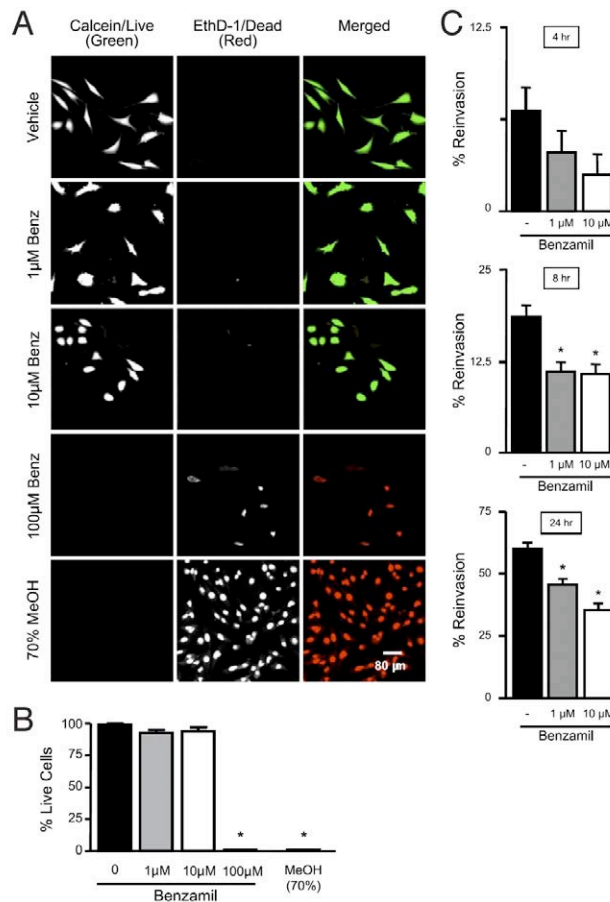 A
Calcein/Live
(Green)
EthD-1/Dead
(Red)
Merged
Vehicle
1µM Benz
10µM Benz
100µM Benz
70% MeOH
80 µm
B
% Live Cells
100
75
50
25
0
0
1µM
10µM
100µM
MeOH
(70%)
Benzamil
*
*
C
4 hr
% Reinvasion
12.5
0
-
1 µM
10 µM
Benzamil
8 hr
% Reinvasion
25
12.5
0
*
*
-
1 µM
10 µM
Benzamil
24 hr
% Reinvasion
75
50
25
0
*
*
-
1 µM
10 µM
Benzamil